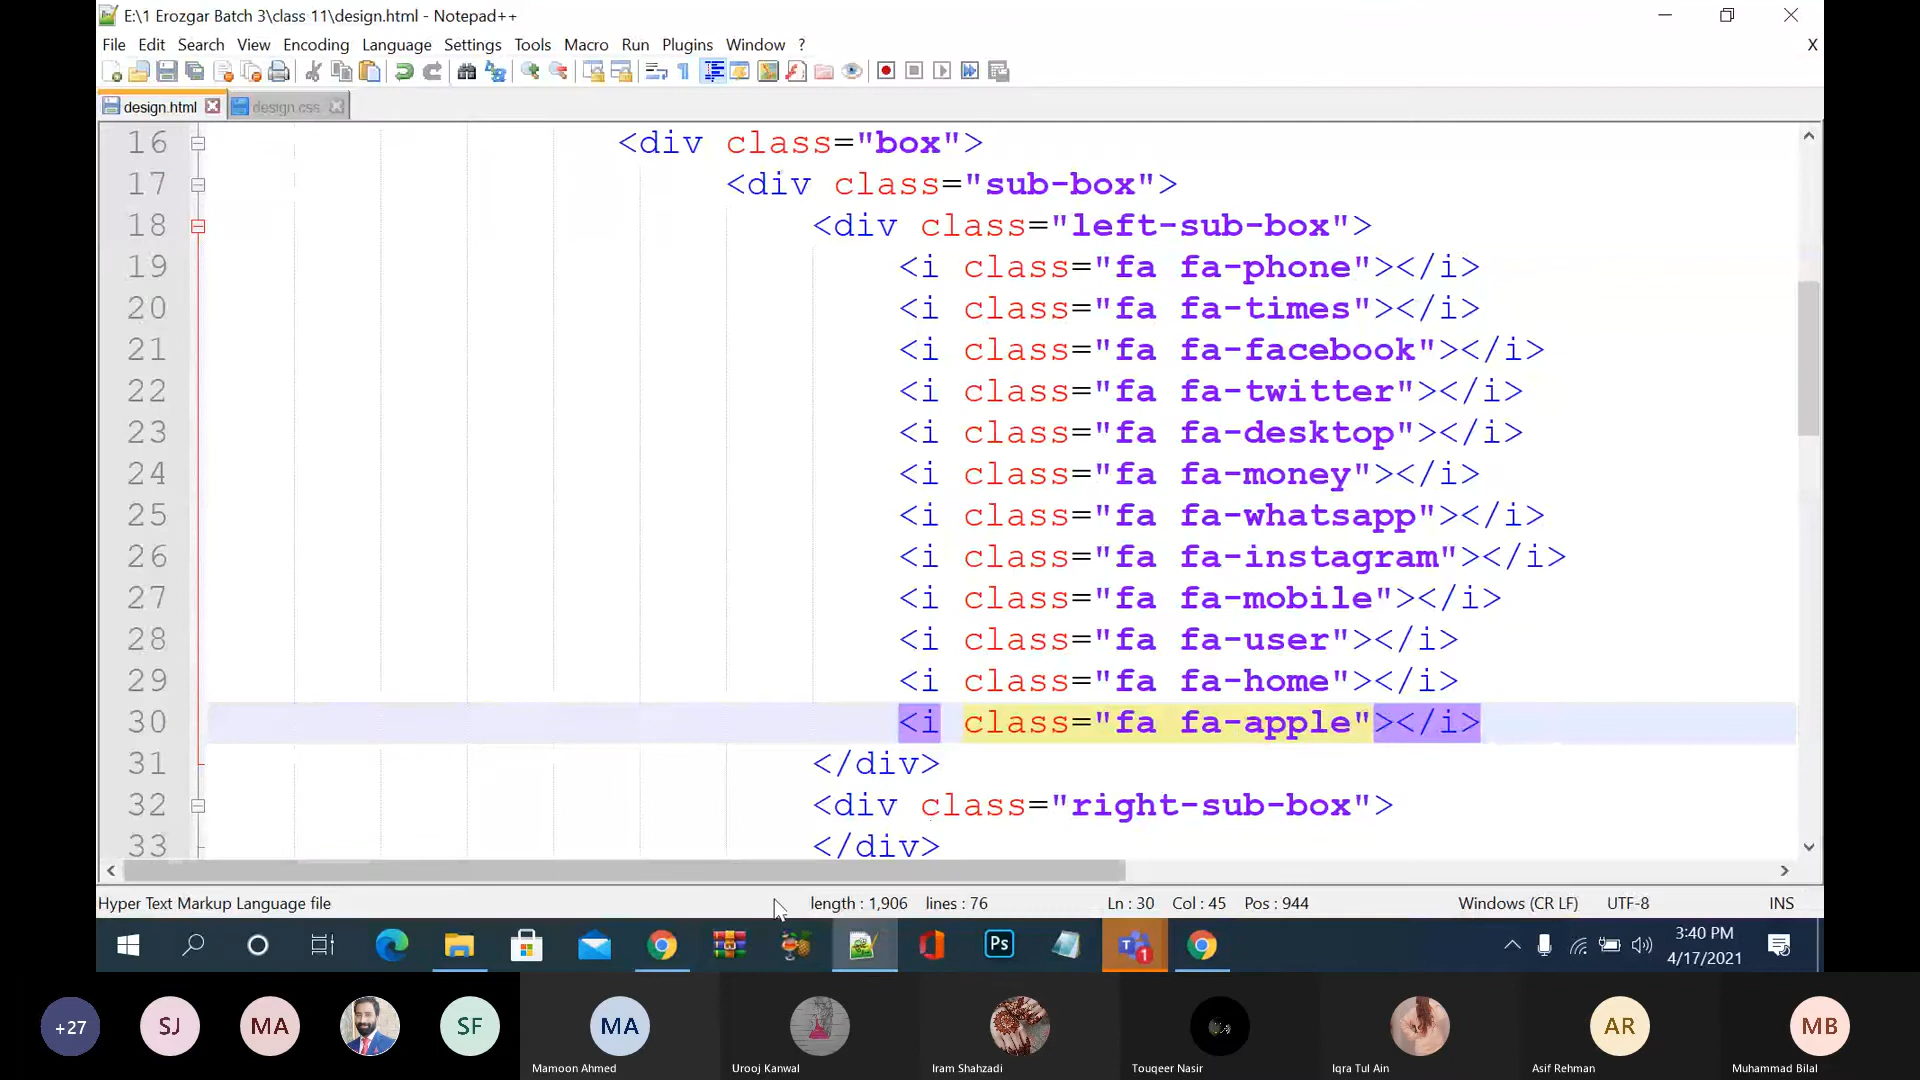 E:\1 Erozgar Batch 3\class 11\design.html - Notepad++
File Edit Search View Encoding Language Settings Tools Macro Run Plugins Window ? X
design.html design.css
16 <div class="box">
17 <div class="sub-box">
18 <div class="left-sub-box">
19 <i class="fa fa-phone"></i>
20 <i class="fa fa-times"></i>
21 <i class="fa fa-facebook"></i>
22 <i class="fa fa-twitter"></i>
23 <i class="fa fa-desktop"></i>
24 <i class="fa fa-money"></i>
25 <i class="fa fa-whatsapp"></i>
26 <i class="fa fa-instagram"></i>
27 <i class="fa fa-mobile"></i>
28 <i class="fa fa-user"></i>
29 <i class="fa fa-home"></i>
30 <i class="fa fa-apple"></i>
31 </div>
32 <div class="right-sub-box">
33 </div>
Hyper Text Markup Language file length : 1,906 lines : 76 Ln : 30 Col : 45 Pos : 944 Windows (CR LF) UTF-8 INS
Ps 1 3:40 PM
4/17/2021
+27 SJ MA SF MA AR MB
Mamoon Ahmed Urooj Kanwal Iram Shahzadi Touqeer Nasir Iqra Tul Ain Asif Rehman Muhammad Bilal